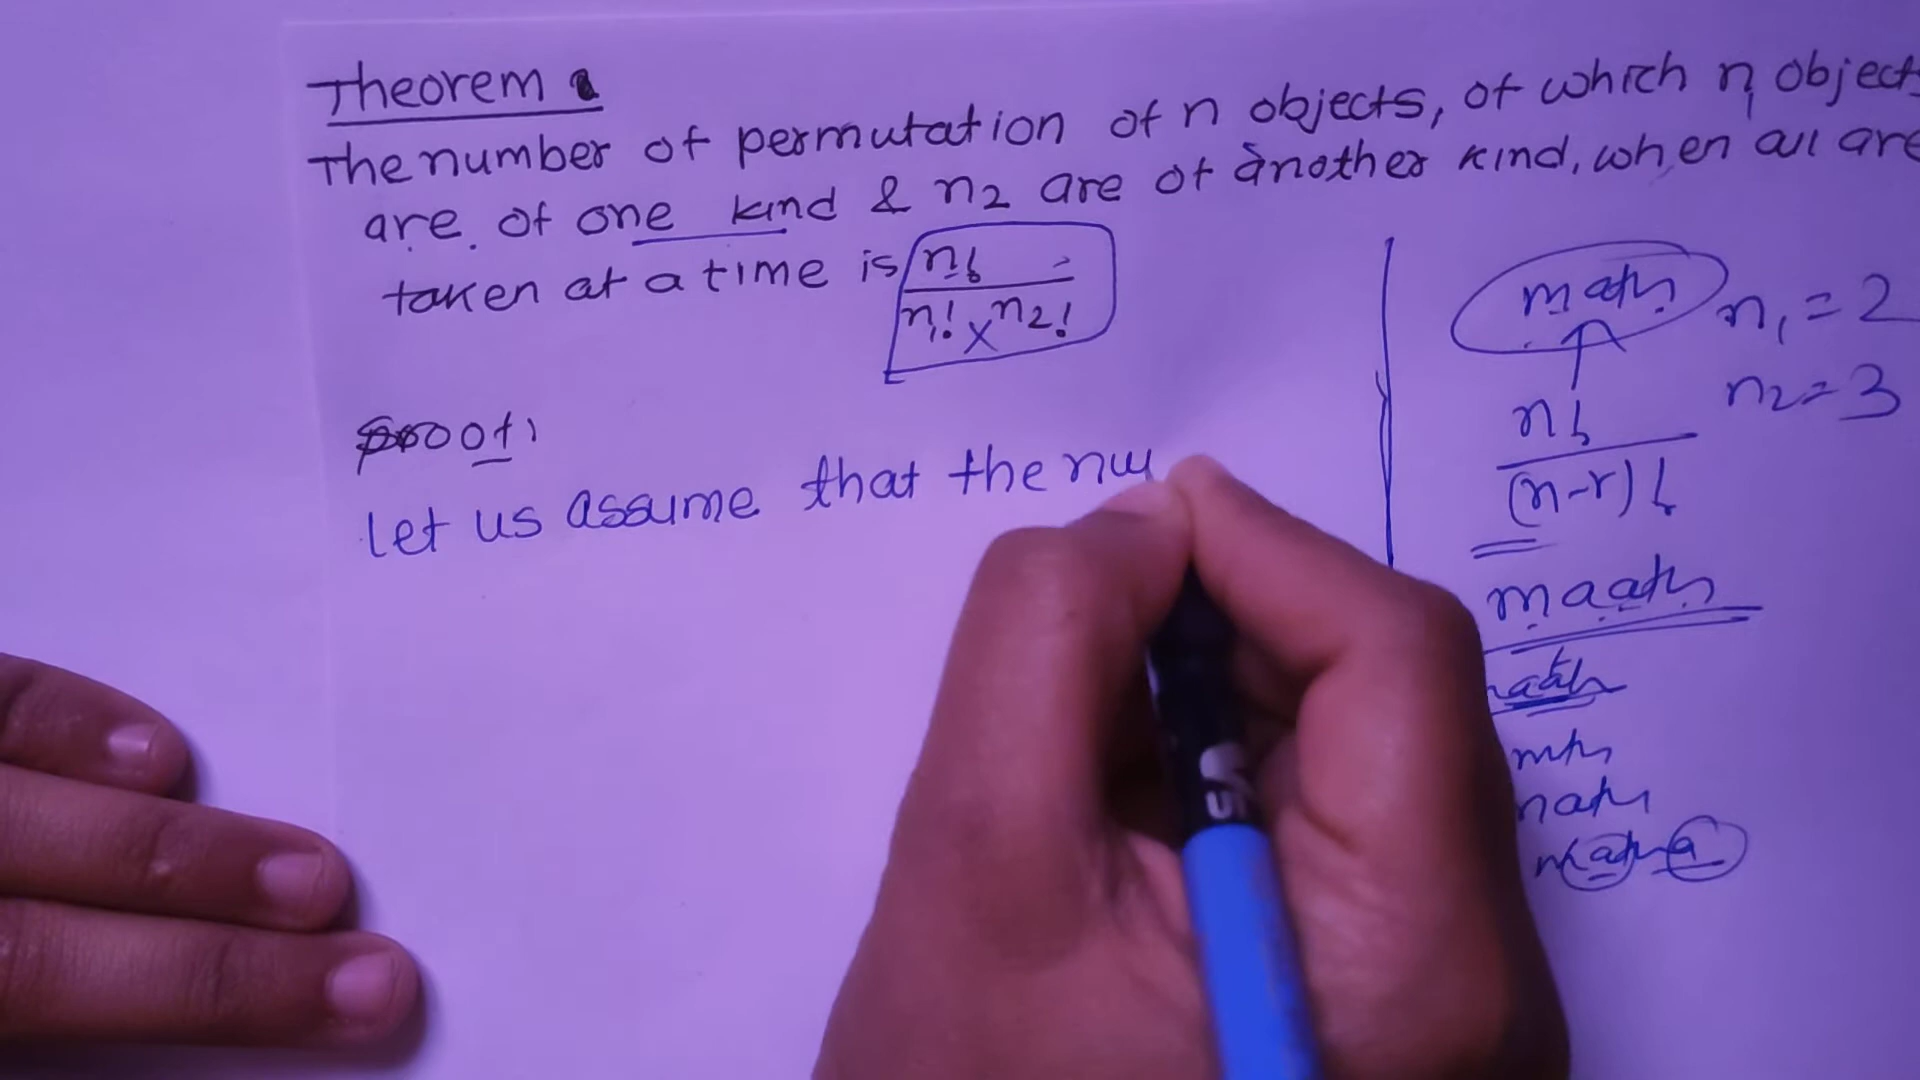 Theorem
The number of permutation of n objects, of which n₁ objects
are of one kind & n₂ are of another kind, when all are
taken at a time is n!
n₁! × n₂!
Proof:
Let us assume that the nu
math
n₁ = 2
n₂ = 3
n!
(n-r)!
maath
math